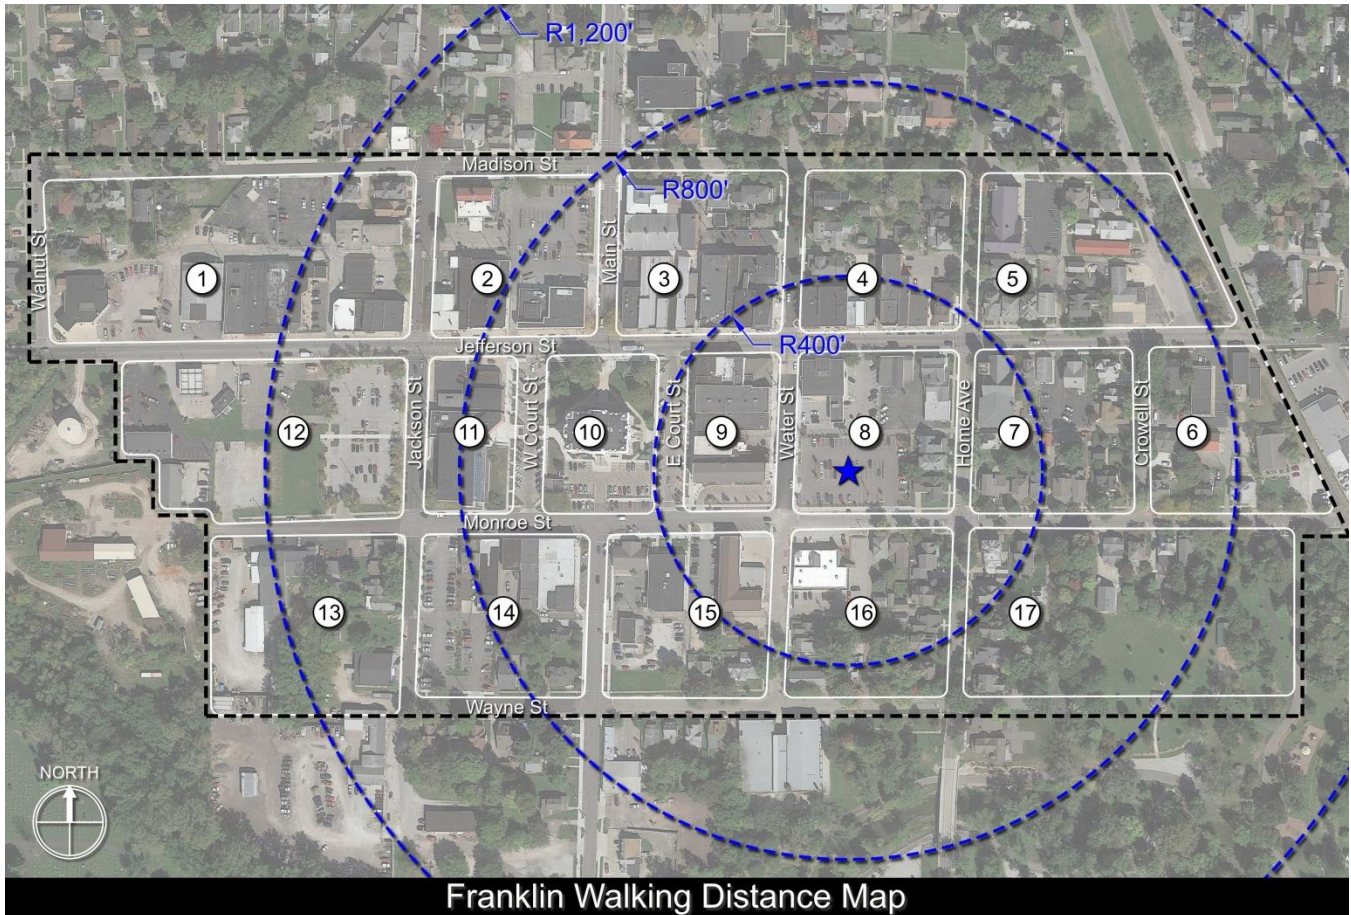 R1,200'
Madison St
R800'
Walnut St
Main St
1
2
3
4
5
Jefferson St
R400'
Jackson St
W Court St
E Court St
Water St
Home Ave
Crowell St
12
11
10
9
8
7
6
Monroe St
13
14
15
16
17
Wayne St
NORTH
Franklin Walking Distance Map